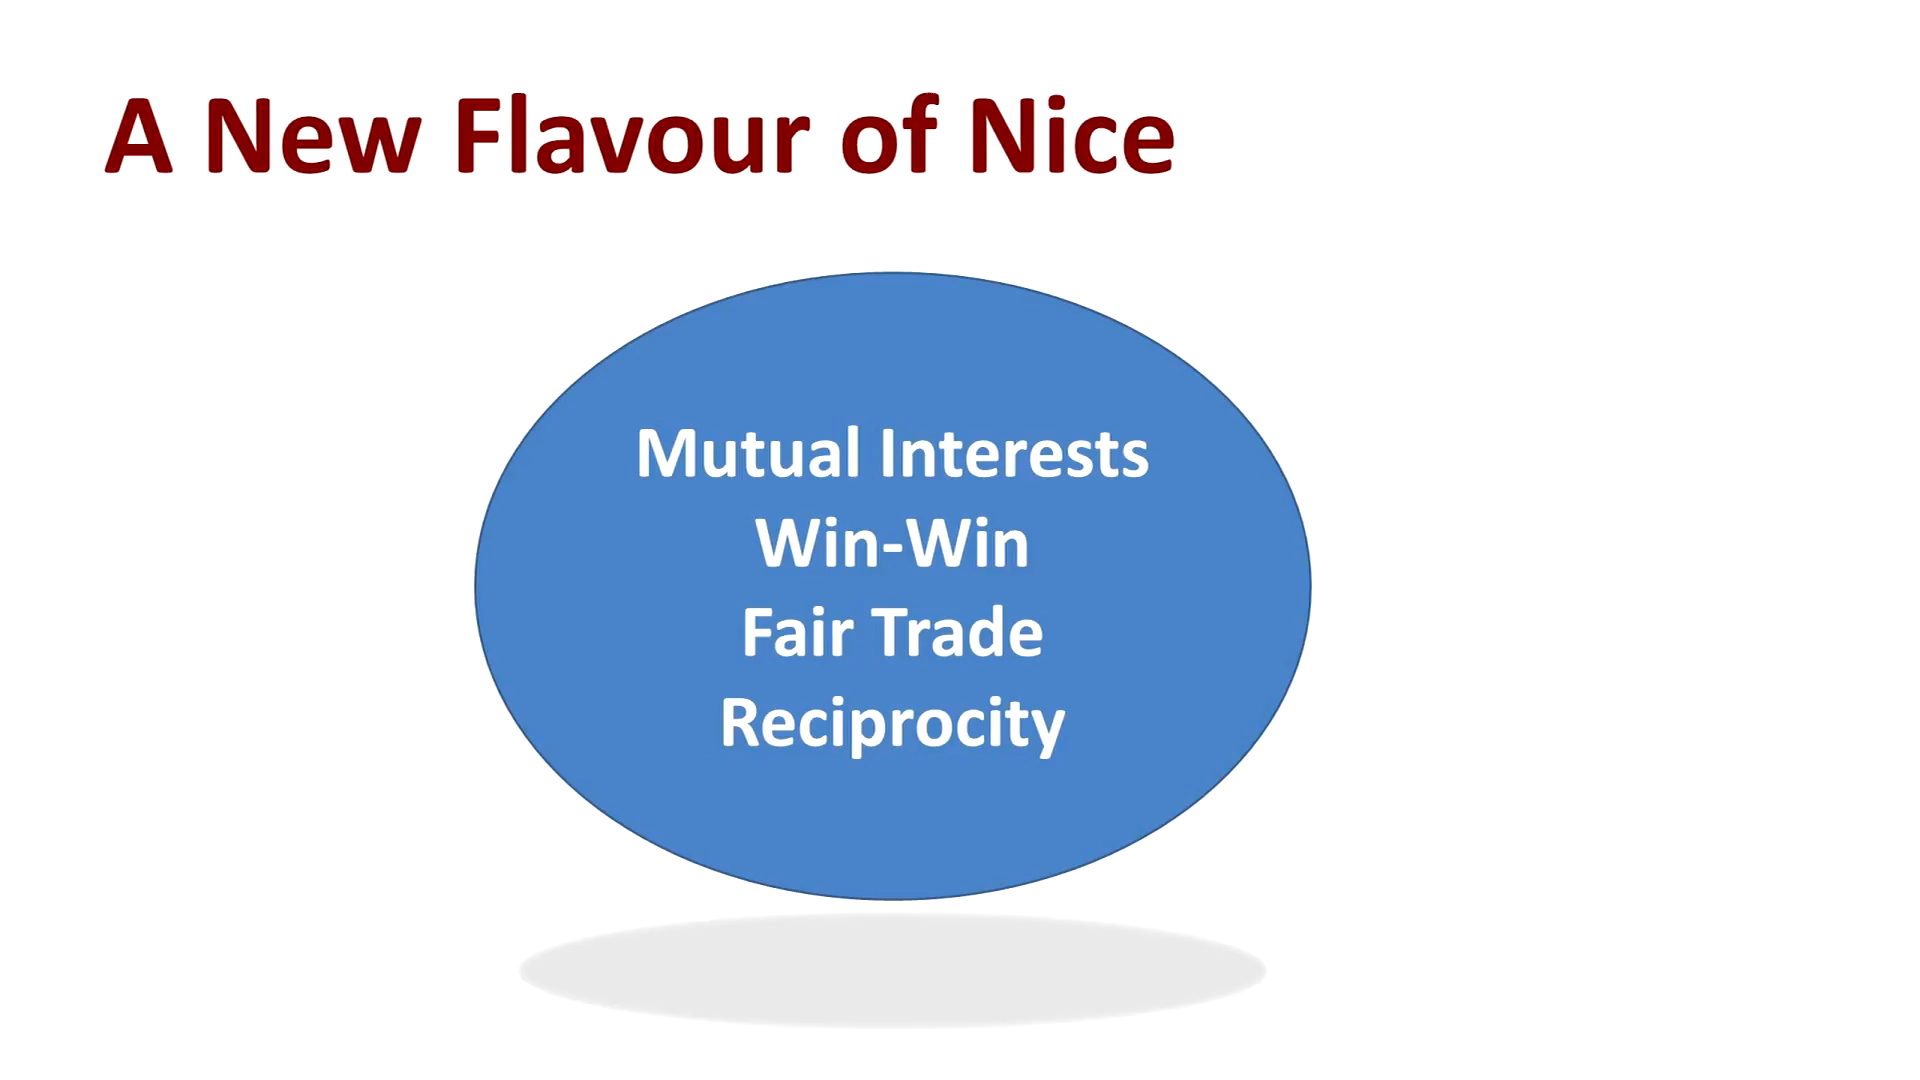 A New Flavour of Nice
Mutual Interests
Win-Win
Fair Trade
Reciprocity